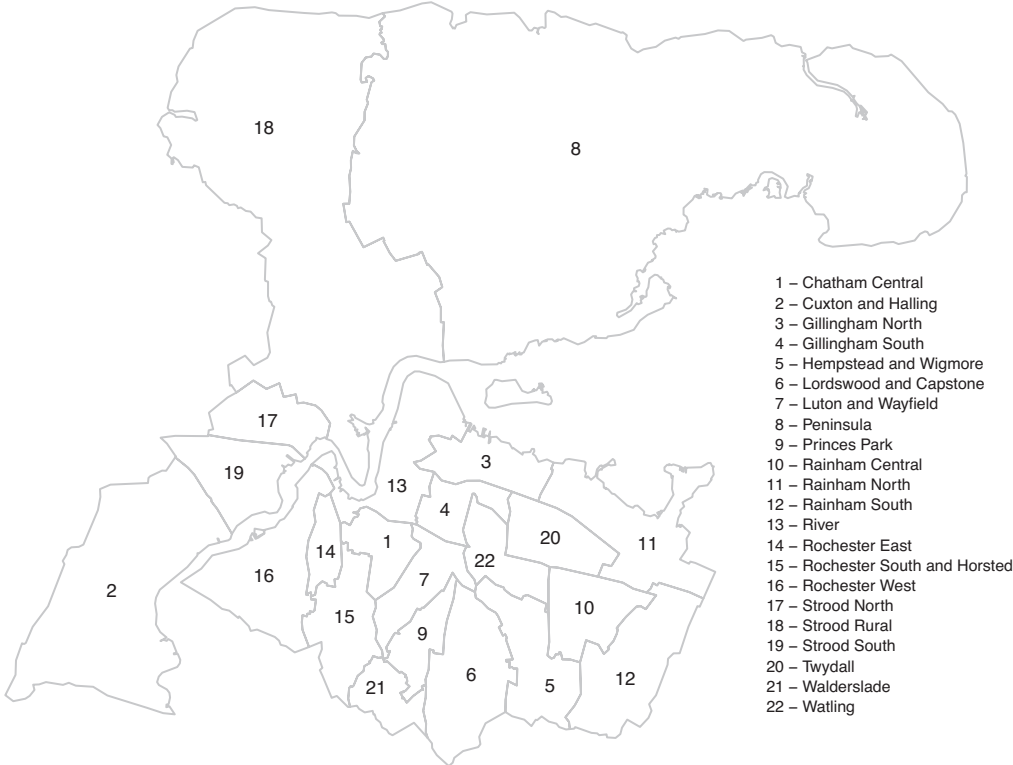 18
8
1 – Chatham Central
2 – Cuxton and Halling
3 – Gillingham North
4 – Gillingham South
5 – Hempstead and Wigmore
6 – Lordswood and Capstone
7 – Luton and Wayfield
8 – Peninsula
9 – Princes Park
10 – Rainham Central
11 – Rainham North
12 – Rainham South
13 – River
14 – Rochester East
15 – Rochester South and Horsted
16 – Rochester West
17 – Strood North
18 – Strood Rural
19 – Strood South
20 – Twydall
21 – Walderslade
22 – Watling
17
3
19
13
4
20
11
1
14
22
16
7
2
10
15
9
6
12
21
5